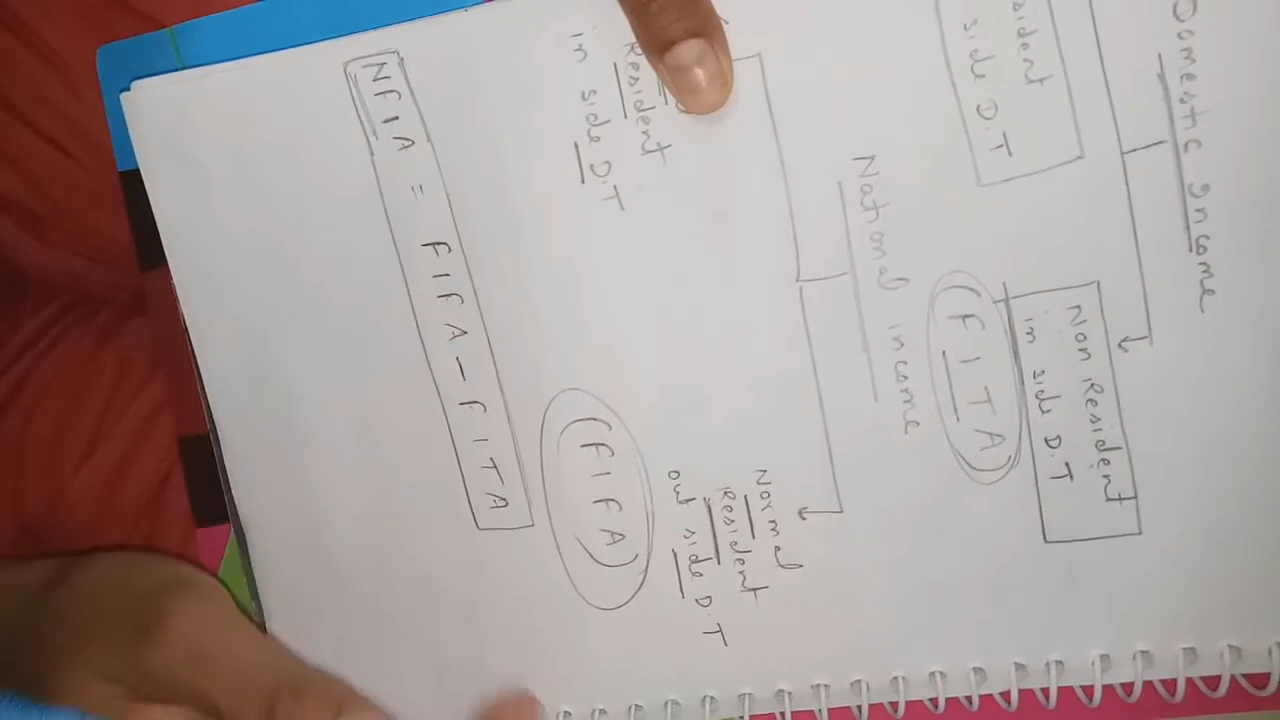 Domestic Income
sident
side D.T
Non Resident
in side D.T
(FITA)
National income
Resident
in side D.T
Normal
Resident
out side D.T
(FIFA)
NFIA = FIFA - FITA